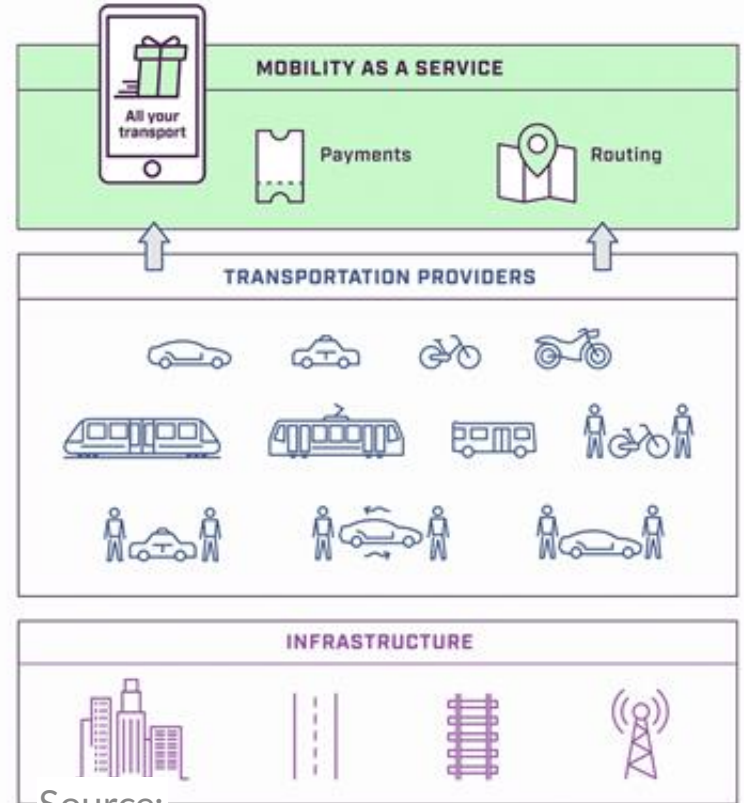 MOBILITY AS A SERVICE
All your
transport
Payments
Routing
TRANSPORTATION PROVIDERS
T
T
INFRASTRUCTURE
Source: